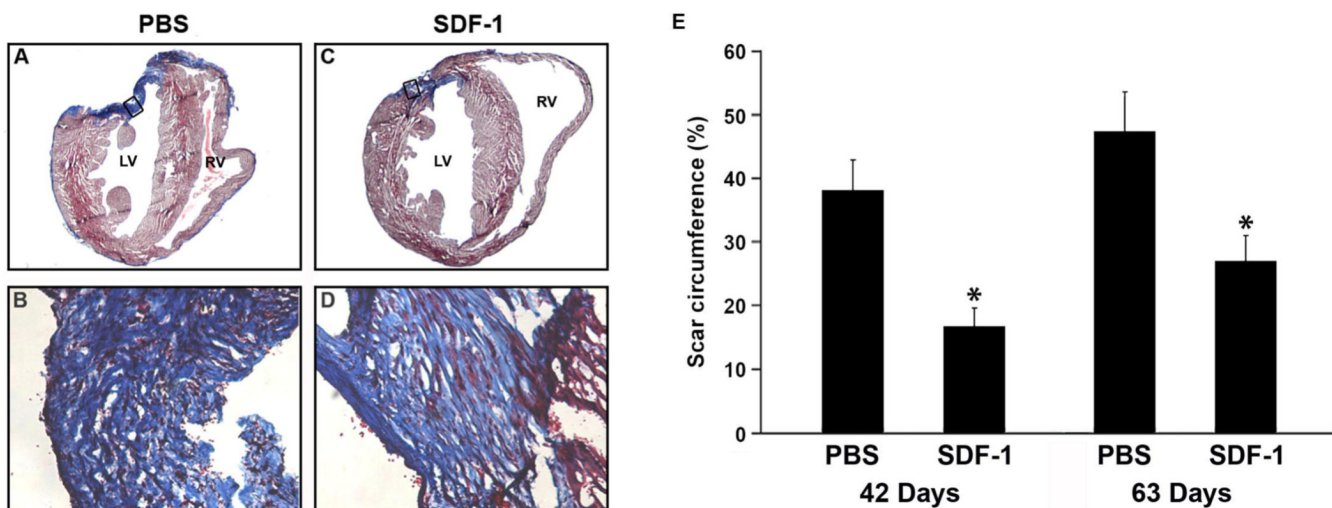 PBS
SDF-1
A
C
LV
RV
LV
RV
B
D
E
Scar circumference (%)
60
50
40
30
20
10
0
*
*
PBS
SDF-1
PBS
SDF-1
42 Days
63 Days